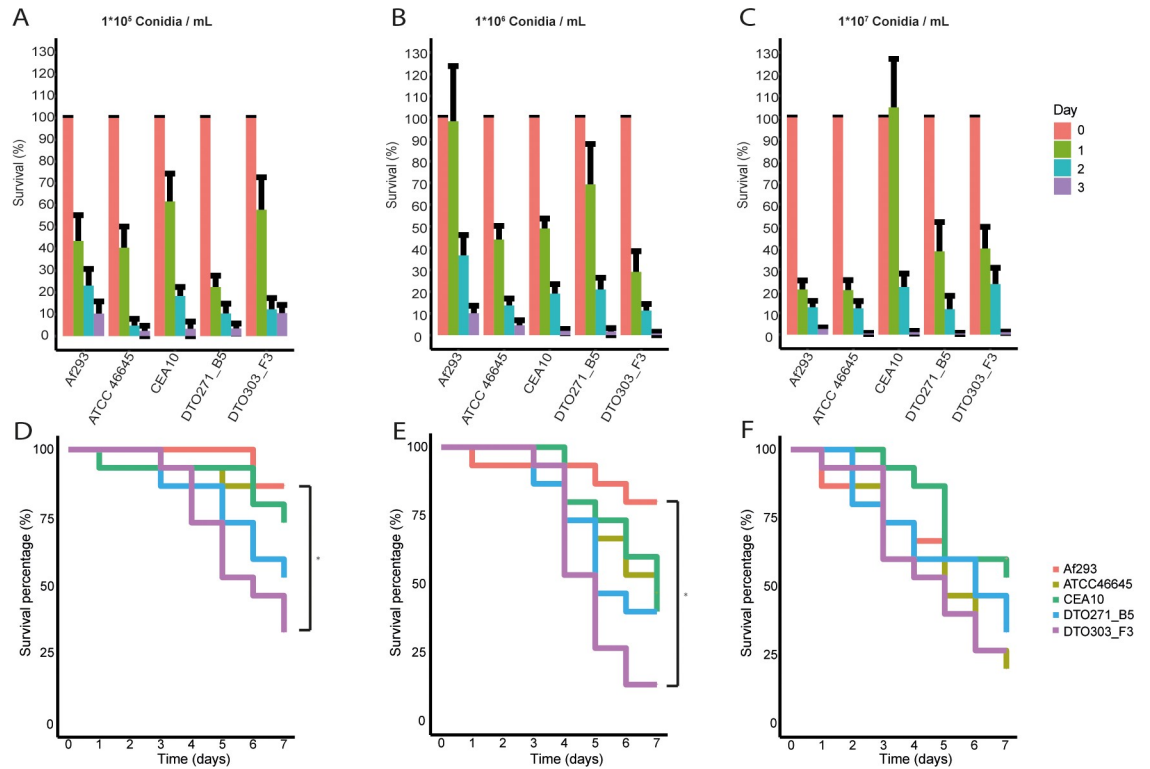 A
1*10⁵ Conidia / mL
Survival (%)
130
120
110
100
90
80
70
60
50
40
30
20
10
0
Af293
ATCC 46645
CEA10
DTO271_B5
DTO303_F3
B
1*10⁶ Conidia / mL
Survival (%)
130
120
110
100
90
80
70
60
50
40
30
20
10
0
Af293
ATCC 46645
CEA10
DTO271_B5
DTO303_F3
C
1*10⁷ Conidia / mL
Survival (%)
130
120
110
100
90
80
70
60
50
40
30
20
10
0
Af293
ATCC 46645
CEA10
DTO271_B5
DTO303_F3
Day
0
1
2
3
D
Survival percentage (%)
100
75
50
25
0
0 1 2 3 4 5 6 7
Time (days)
*
E
Survival percentage (%)
100
75
50
25
0
0 1 2 3 4 5 6 7
Time (days)
*
F
Survival percentage (%)
100
75
50
25
0
0 1 2 3 4 5 6 7
Time (days)
Af293
ATCC46645
CEA10
DTO271_B5
DTO303_F3